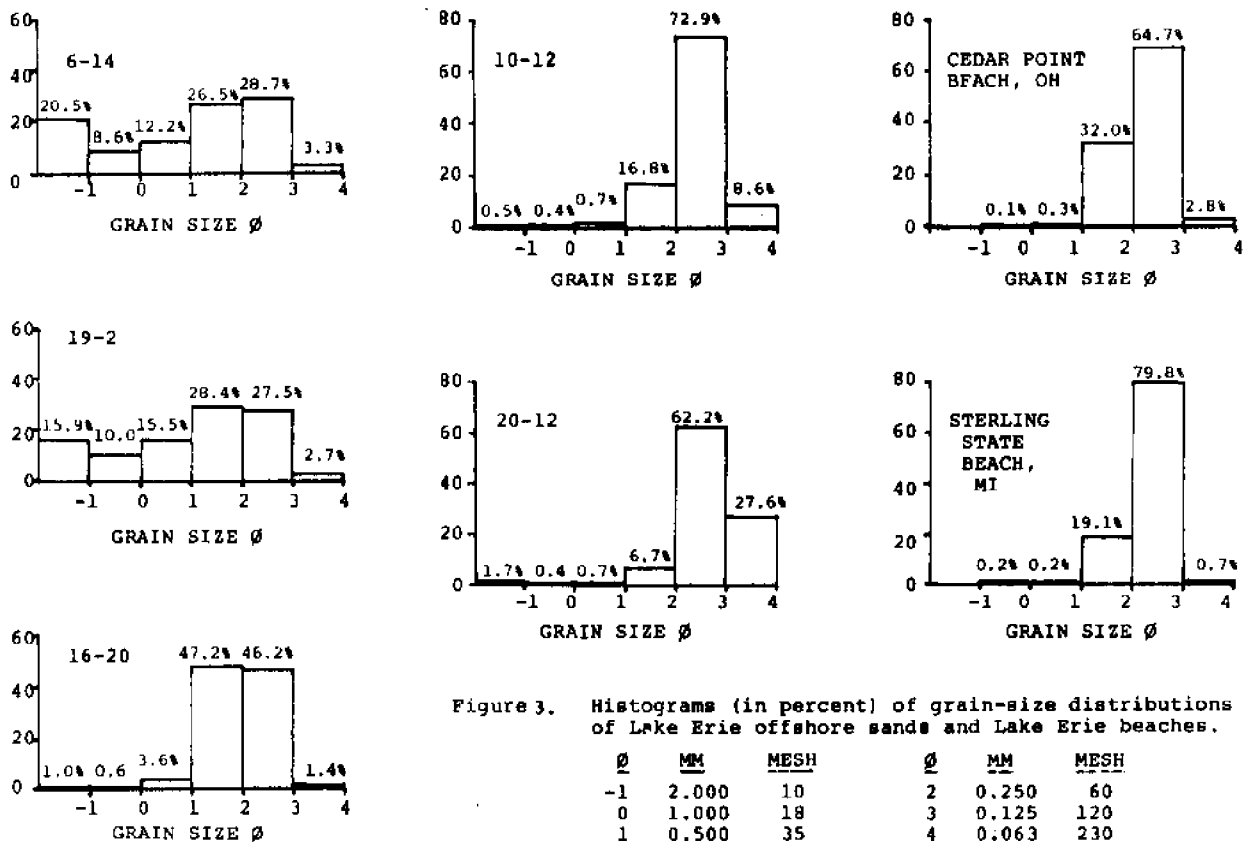 60
40
20
0
6-14
20.5%
8.6%
12.2%
26.5%
28.7%
3.3%
-1 0 1 2 3 4
GRAIN SIZE Ø
80
60
40
20
0
10-12
0.5%
0.4%
0.7%
16.8%
72.9%
8.6%
-1 0 1 2 3 4
GRAIN SIZE Ø
80
60
40
20
0
CEDAR POINT
BFACH, OH
0.1%
0.3%
32.0%
64.7%
2.8%
-1 0 1 2 3 4
GRAIN SIZE Ø
60
40
20
0
19-2
15.9%
10.0
15.5%
28.4%
27.5%
2.7%
-1 0 1 2 3 4
GRAIN SIZE Ø
80
60
40
20
0
20-12
1.7%
0.4
0.7%
6.7%
62.2%
27.6%
-1 0 1 2 3 4
GRAIN SIZE Ø
80
60
40
20
0
STERLING
STATE
BEACH,
MI
0.2%
0.2%
19.1%
79.8%
0.7%
-1 0 1 2 3 4
GRAIN SIZE Ø
60
40
20
0
16-20
1.0%
0.6
3.6%
47.2%
46.2%
1.4%
-1 0 1 2 3 4
GRAIN SIZE Ø
Figure 3. Histograms (in percent) of grain-size distributions
of Lake Erie offshore sands and Lake Erie beaches.
Ø MM MESH Ø MM MESH
-1 2.000 10 2 0.250 60
0 1.000 18 3 0.125 120
1 0.500 35 4 0.063 230